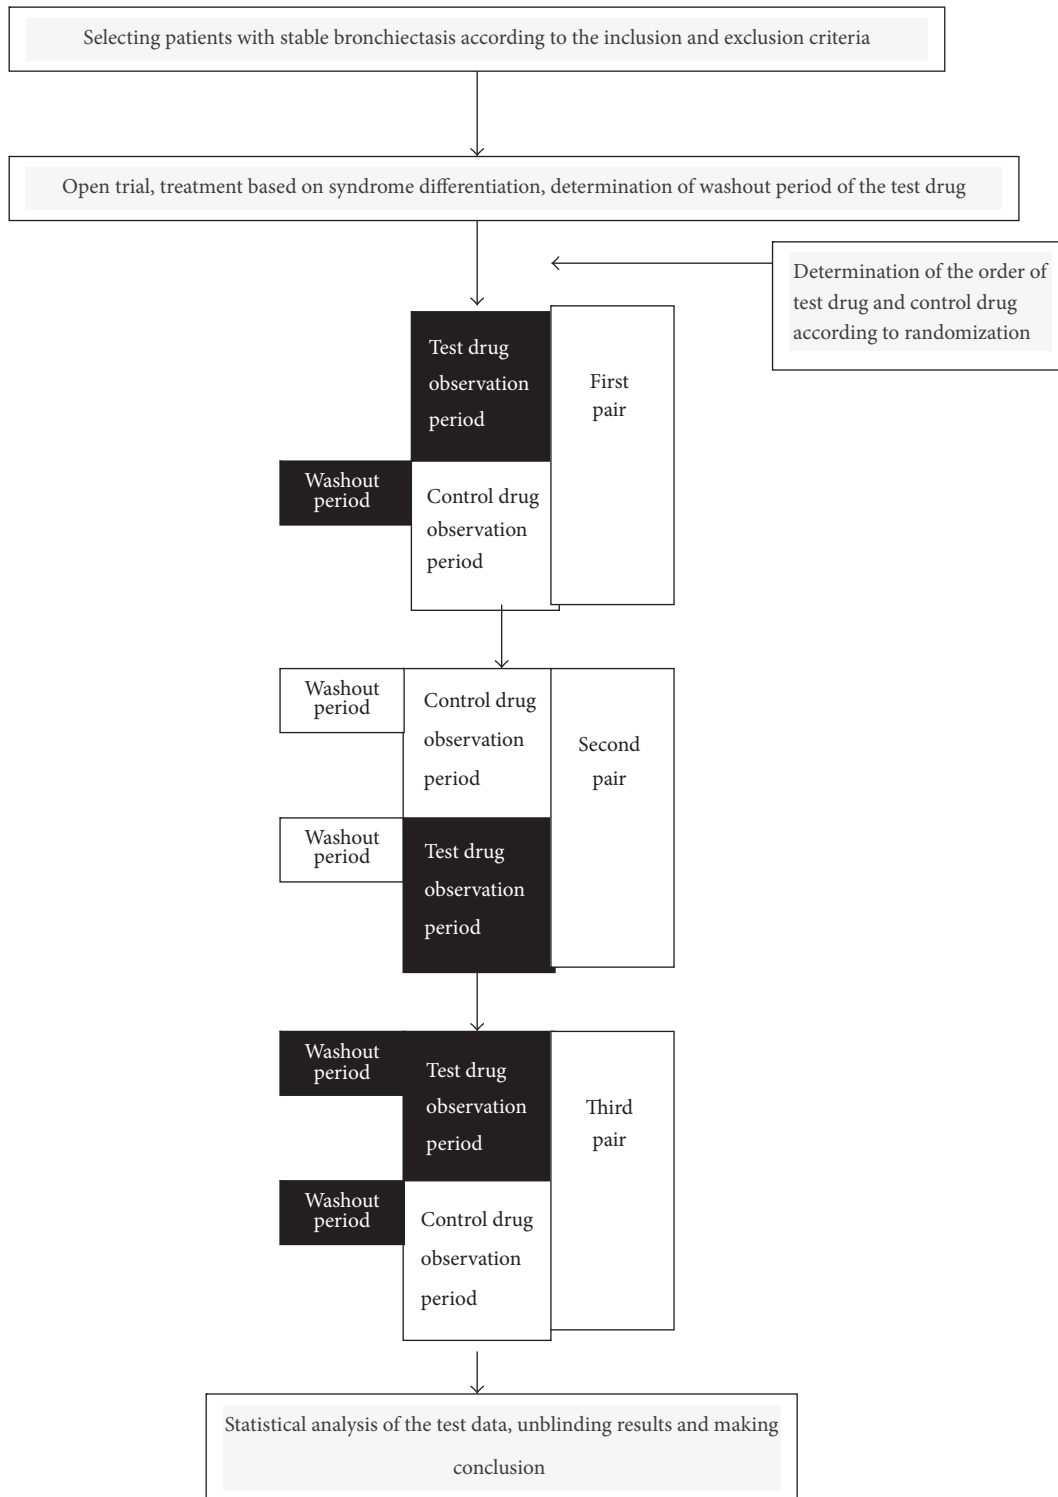 Selecting patients with stable bronchiectasis according to the inclusion and exclusion criteria
Open trial, treatment based on syndrome differentiation, determination of washout period of the test drug
Determination of the order of
test drug and control drug
according to randomization
Test drug
observation
period
First
pair
Washout
period
Control drug
observation
period
Washout
period
Control drug
observation
period
Second
pair
Washout
period
Test drug
observation
period
Washout
period
Test drug
observation
period
Third
pair
Washout
period
Control drug
observation
period
Statistical analysis of the test data, unblinding results and making
conclusion